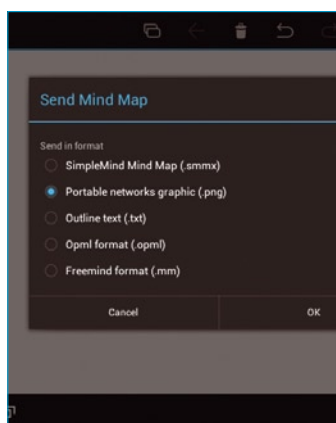 Send Mind Map
Send in format
SimpleMind Mind Map (.smmx)
Portable networks graphic (.png)
Outline text (.txt)
Opml format (.opml)
Freemind format (.mm)
Cancel
OK